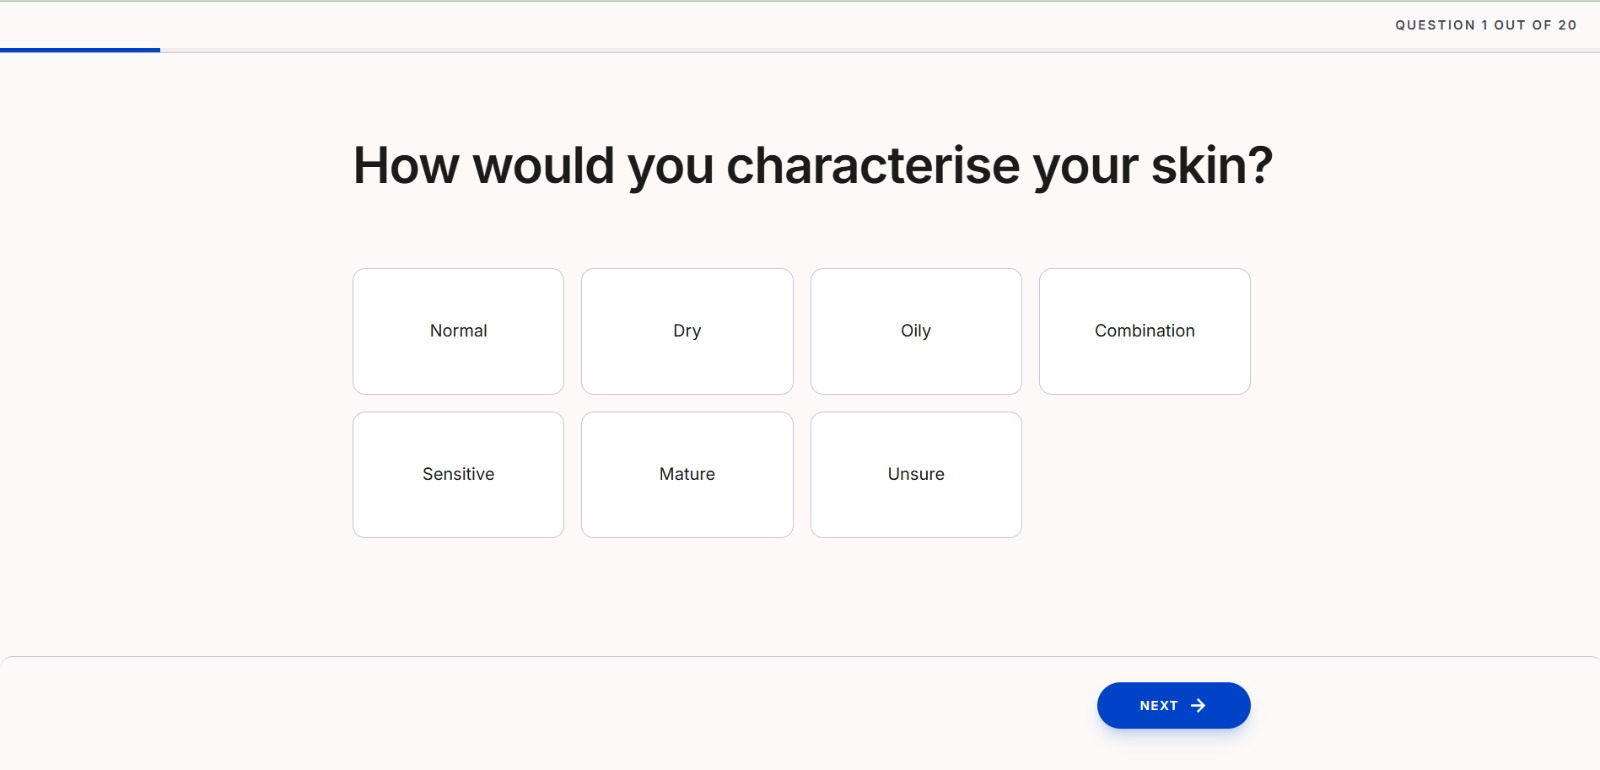 QUESTION 1 OUT OF 20
How would you characterise your skin?
Normal
Dry
Oily
Combination
Sensitive
Mature
Unsure
NEXT